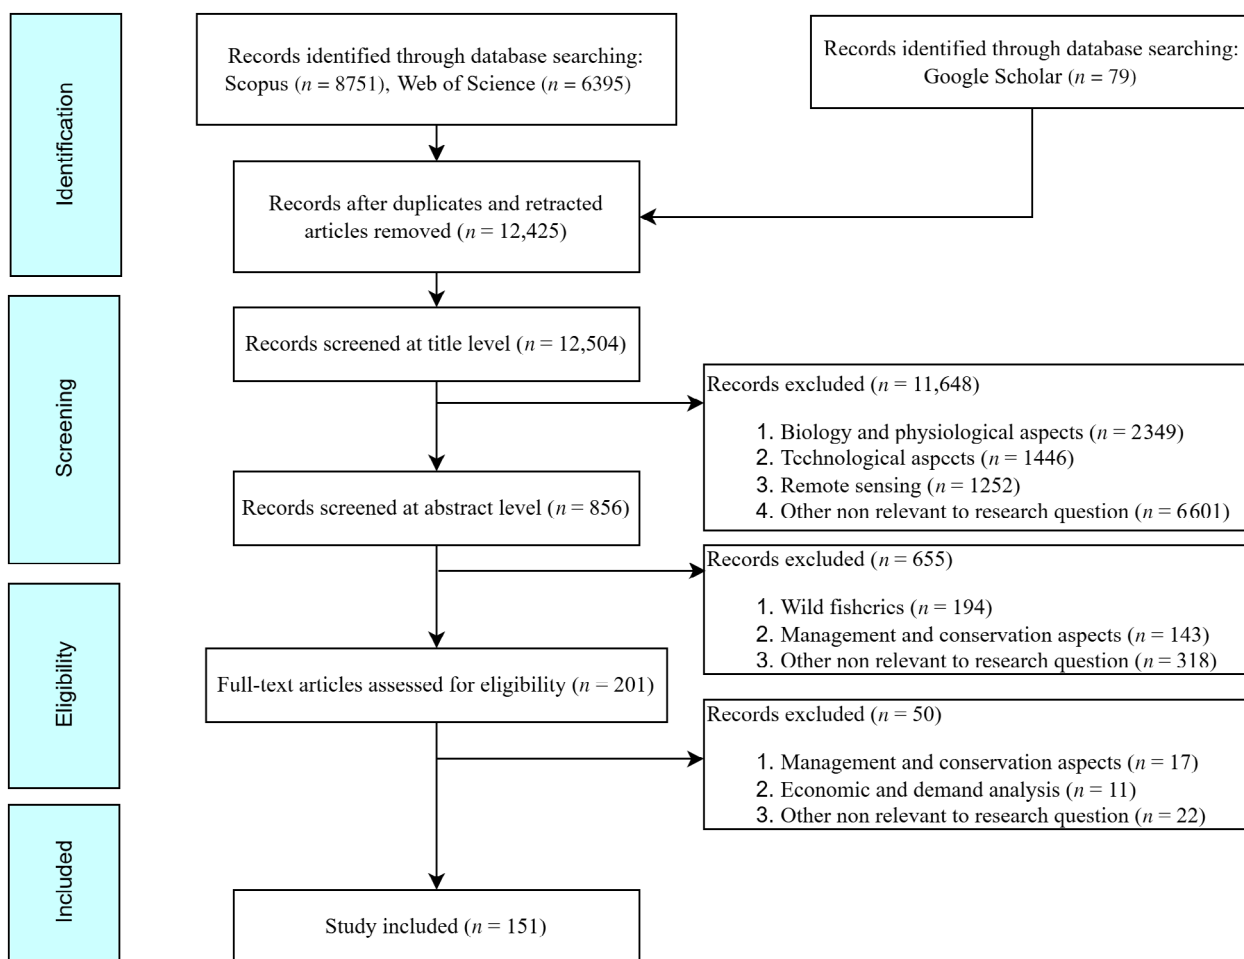 Identification
Records identified through database searching:
Scopus (n = 8751), Web of Science (n = 6395)
Records identified through database searching:
Google Scholar (n = 79)
Records after duplicates and retracted
articles removed (n = 12,425)
Screening
Records screened at title level (n = 12,504)
Records excluded (n = 11,648)
1. Biology and physiological aspects (n = 2349)
2. Technological aspects (n = 1446)
3. Remote sensing (n = 1252)
4. Other non relevant to research question (n = 6601)
Records screened at abstract level (n = 856)
Records excluded (n = 655)
1. Wild fisheries (n = 194)
2. Management and conservation aspects (n = 143)
3. Other non relevant to research question (n = 318)
Eligibility
Full-text articles assessed for eligibility (n = 201)
Records excluded (n = 50)
1. Management and conservation aspects (n = 17)
2. Economic and demand analysis (n = 11)
3. Other non relevant to research question (n = 22)
Included
Study included (n = 151)